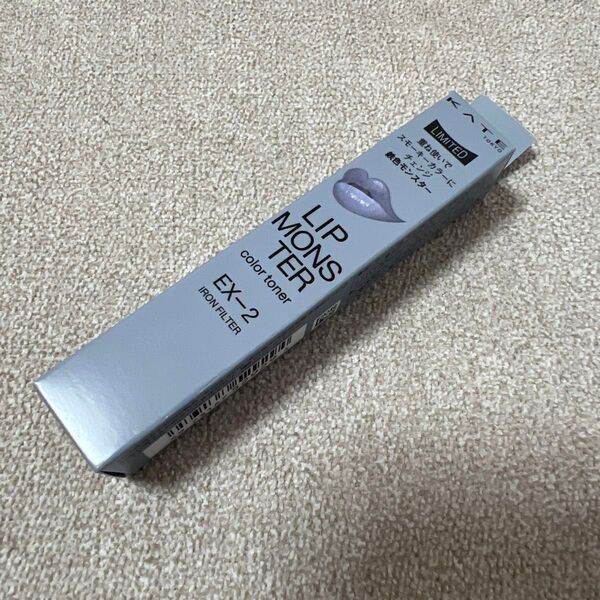 KATE
TOKYO
LIMITED
重ね使いで
スモーキーカラーに
チェンジ
鉄色モンスター
LIP
MONS
TER
color toner
EX-2
IRON FILTER